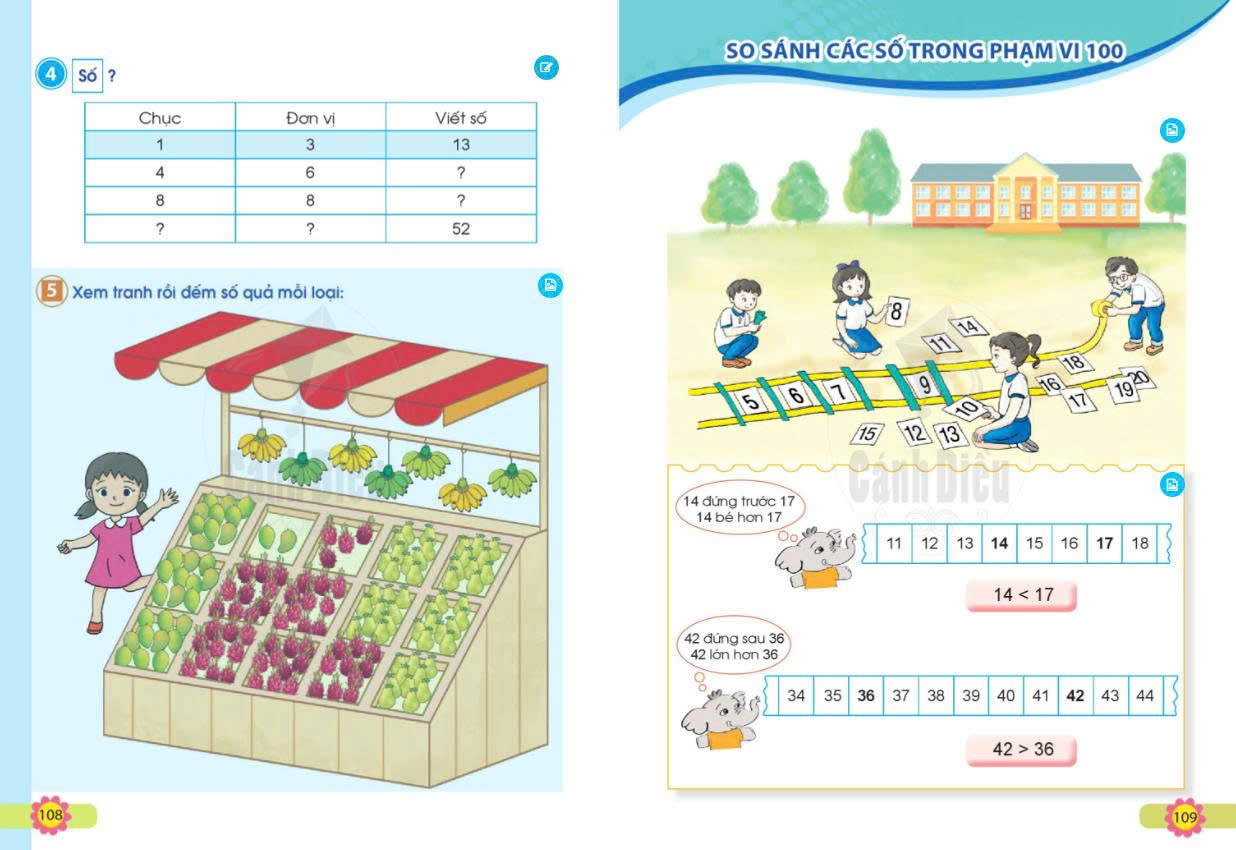 4 Số ?
Chục Đơn vị Viết số
1 3 13
4 6 ?
8 8 ?
? ? 52
5 Xem tranh rồi đếm số quả mỗi loại:
Cánh Diều
108
SO SÁNH CÁC SỐ TRONG PHẠM VI 100
8
14
11
5 6 7 9
10
18
16
17
19
20
15 12 13
Cánh Diều
14 đứng trước 17
14 bé hơn 17
11 12 13 14 15 16 17 18
14 < 17
42 đứng sau 36
42 lớn hơn 36
34 35 36 37 38 39 40 41 42 43 44
42 > 36
109